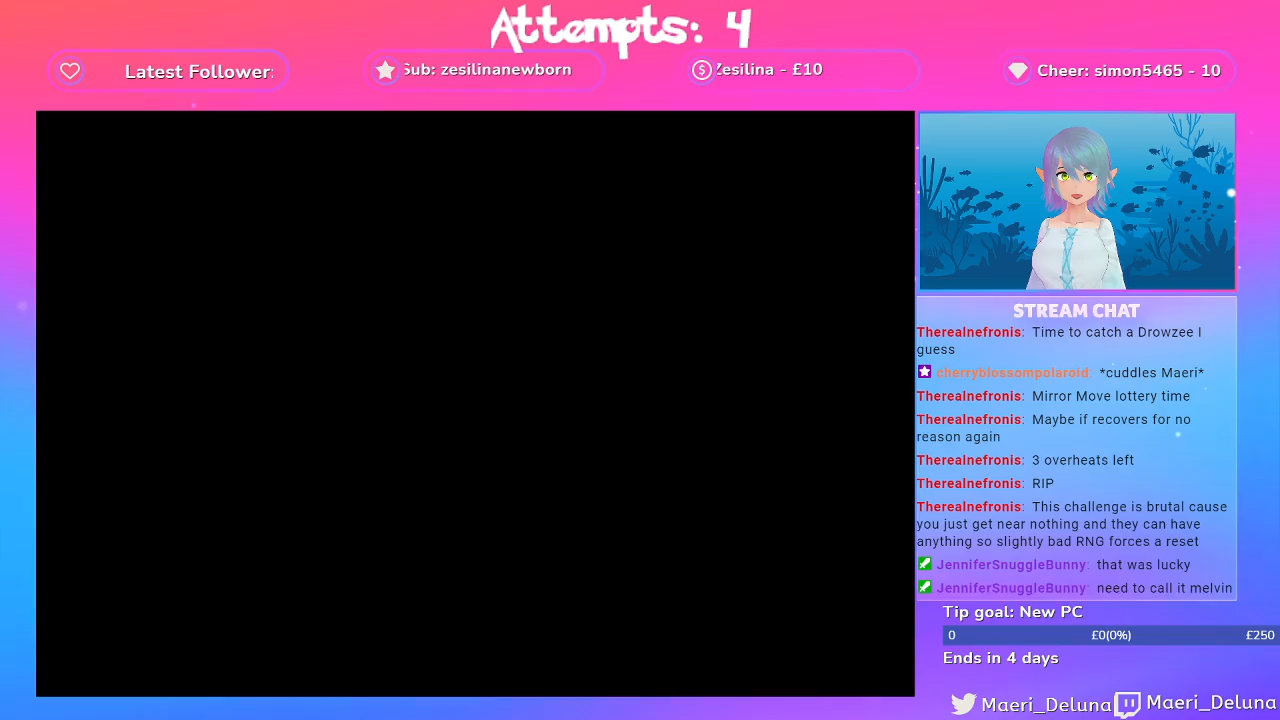 Attempts: 4
Latest Follower:
Sub: zesilinanewborn
Zesilina - £10
Cheer: simon5465 - 10
STREAM CHAT
Therealnefronis: Time to catch a Drowzee I
guess
cherryblossompolaroid: *cuddles Maeri*
Therealnefronis: Mirror Move lottery time
Therealnefronis: Maybe if recovers for no
reason again
Therealnefronis: 3 overheats left
Therealnefronis: RIP
Therealnefronis: This challenge is brutal cause
you just get near nothing and they can have
anything so slightly bad RNG forces a reset
JenniferSnuggleBunny: that was lucky
JenniferSnuggleBunny: need to call it melvin
Tip goal: New PC
0 £0(0%) £250
Ends in 4 days
Maeri_Deluna Maeri_Deluna